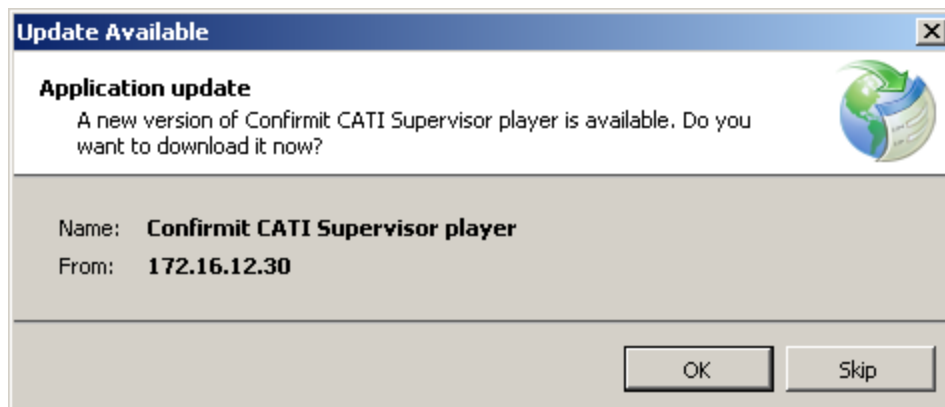 Update Available
Application update
A new version of Confirmit CATI Supervisor player is available. Do you
want to download it now?
Name: Confirmit CATI Supervisor player
From: 172.16.12.30
OK Skip